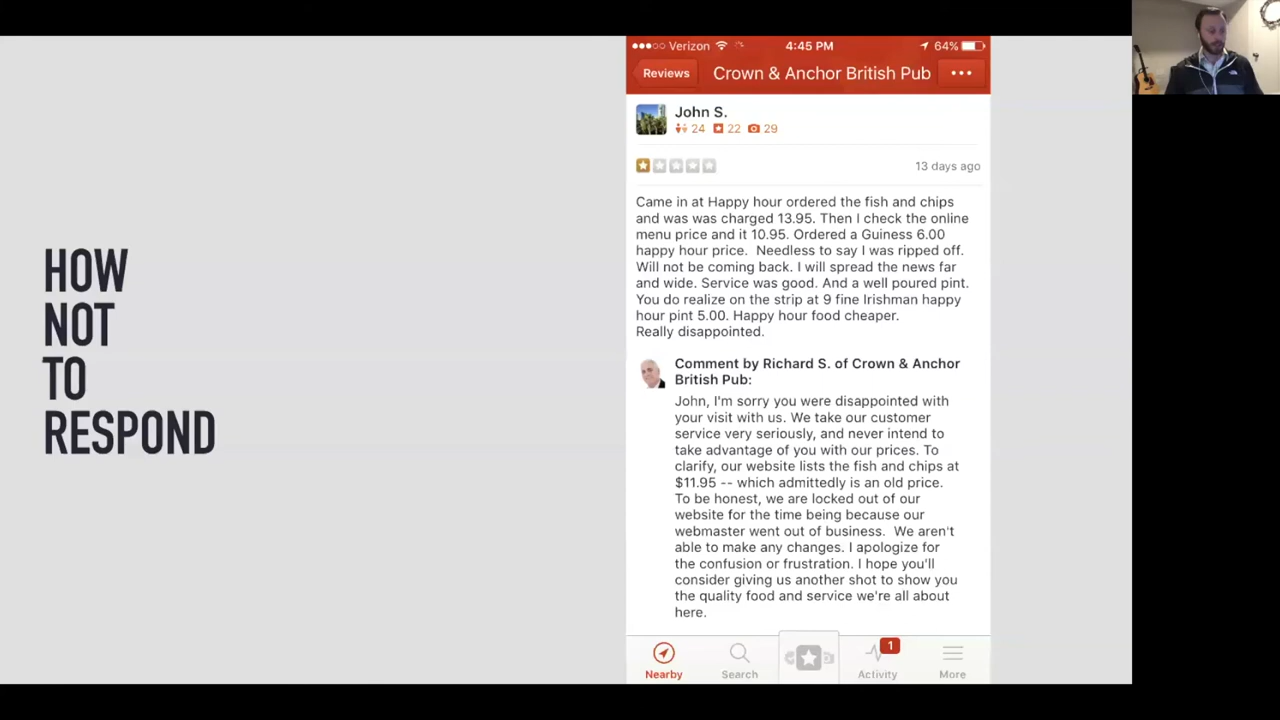 HOW
NOT
TO
RESPOND
Verizon
4:45 PM
64%
Reviews
Crown & Anchor British Pub
John S.
24 22 29
13 days ago
Came in at Happy hour ordered the fish and chips
and was was charged 13.95. Then I check the online
menu price and it 10.95. Ordered a Guiness 6.00
happy hour price. Needless to say I was ripped off.
Will not be coming back. I will spread the news far
and wide. Service was good. And a well poured pint.
You do realize on the strip at 9 fine Irishman happy
hour pint 5.00. Happy hour food cheaper.
Really disappointed.
Comment by Richard S. of Crown & Anchor
British Pub:
John, I'm sorry you were disappointed with
your visit with us. We take our customer
service very seriously, and never intend to
take advantage of you with our prices. To
clarify, our website lists the fish and chips at
$11.95 -- which admittedly is an old price.
To be honest, we are locked out of our
website for the time being because our
webmaster went out of business. We aren't
able to make any changes. I apologize for
the confusion or frustration. I hope you'll
consider giving us another shot to show you
the quality food and service we're all about
here.
1
Nearby
Search
Activity
More